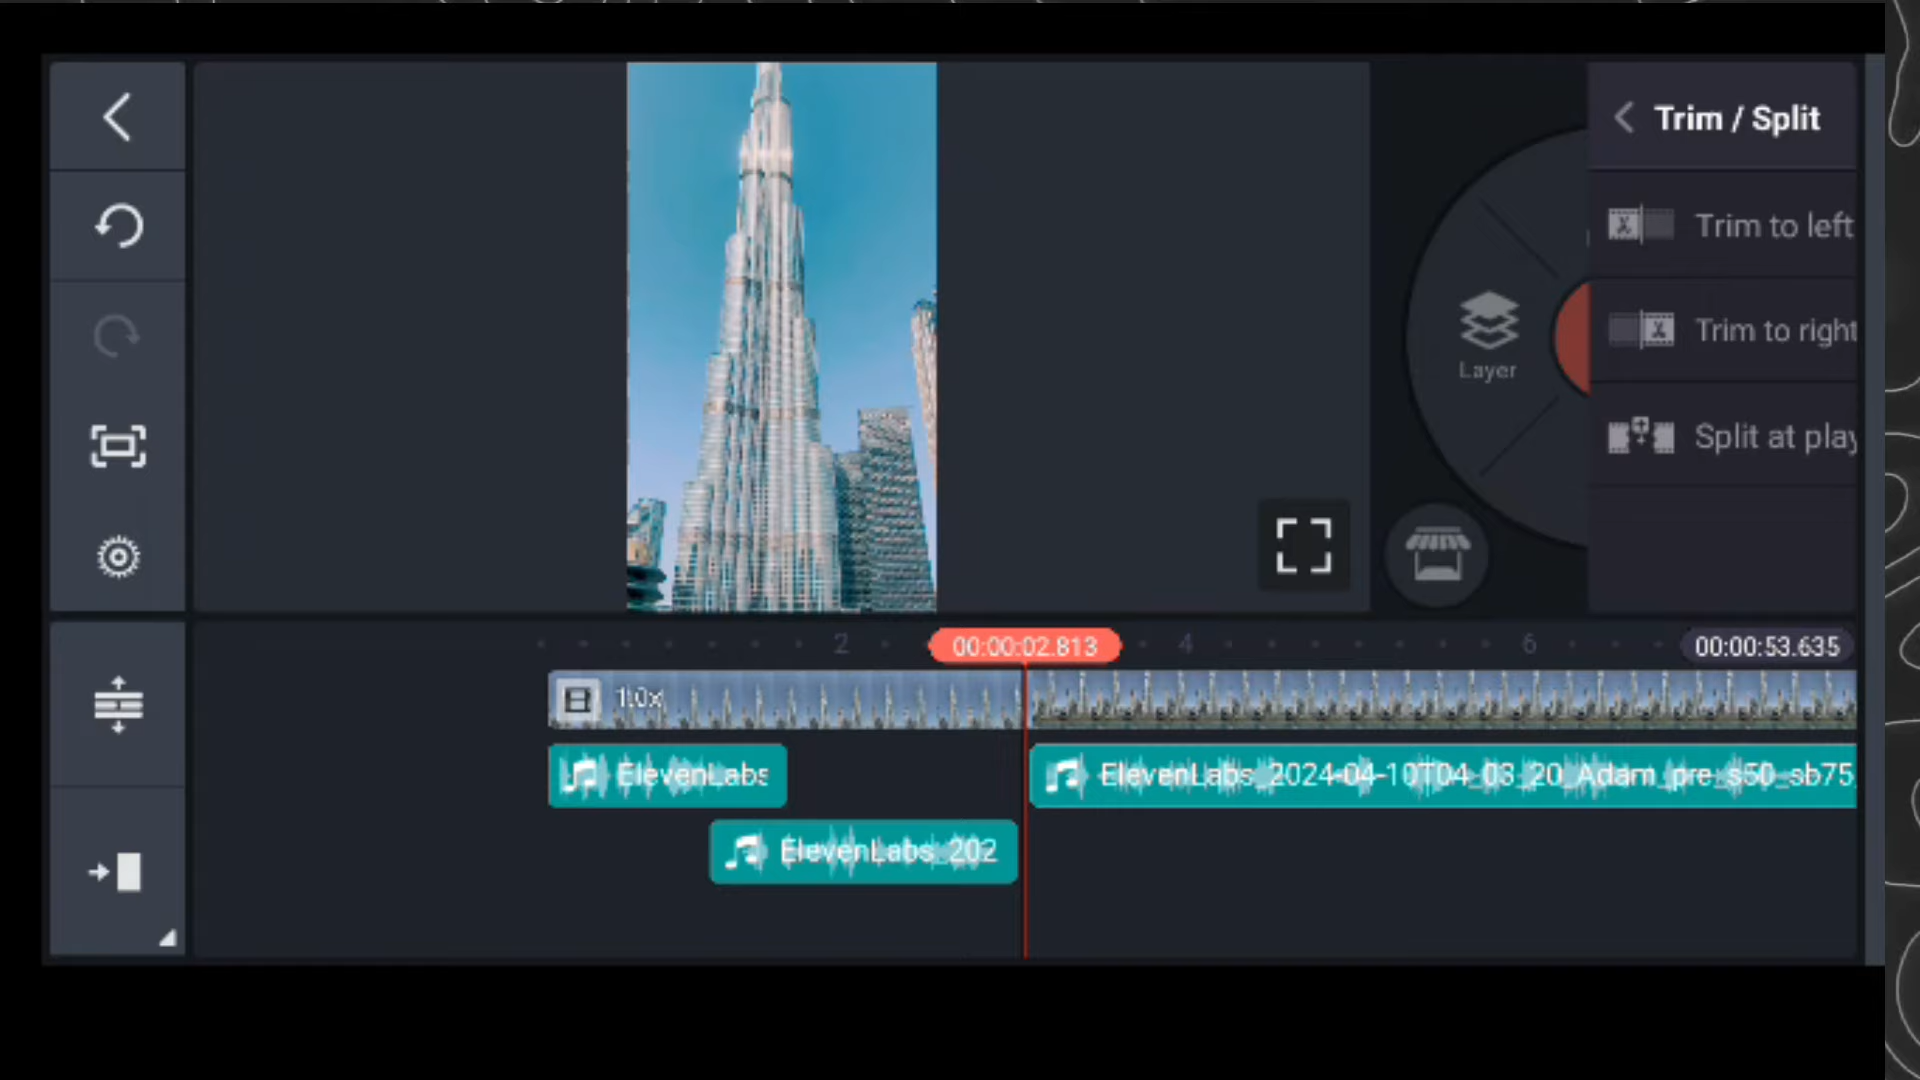 Trim / Split
Trim to left
Trim to right
Split at play
Layer
2
00:00:02.813
4
6
00:00:53.635
1.0x
ElevenLabs
ElevenLabs_2024-04-10T04_03_20_Adam_pre_s50_sb75
ElevenLabs_202